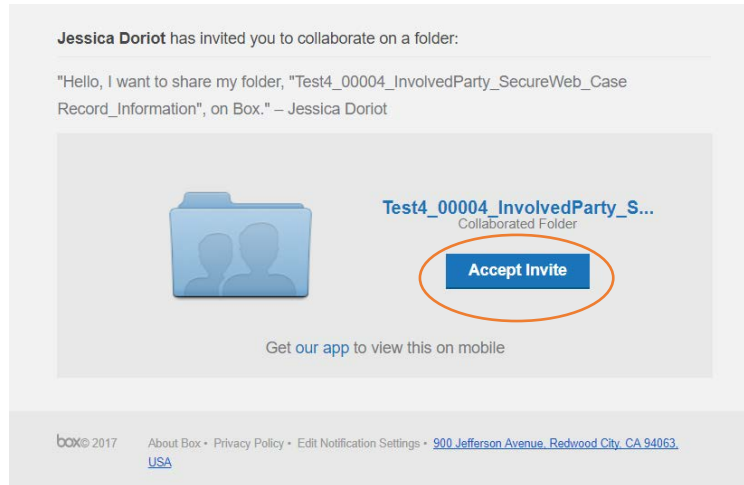 Jessica Doriot has invited you to collaborate on a folder:
"Hello, I want to share my folder, "Test4_00004_InvolvedParty_SecureWeb_Case
Record_Information", on Box." – Jessica Doriot
Test4_00004_InvolvedParty_S...
Collaborated Folder
Accept Invite
Get our app to view this on mobile
box© 2017 About Box • Privacy Policy • Edit Notification Settings • 900 Jefferson Avenue, Redwood City, CA 94063,
USA